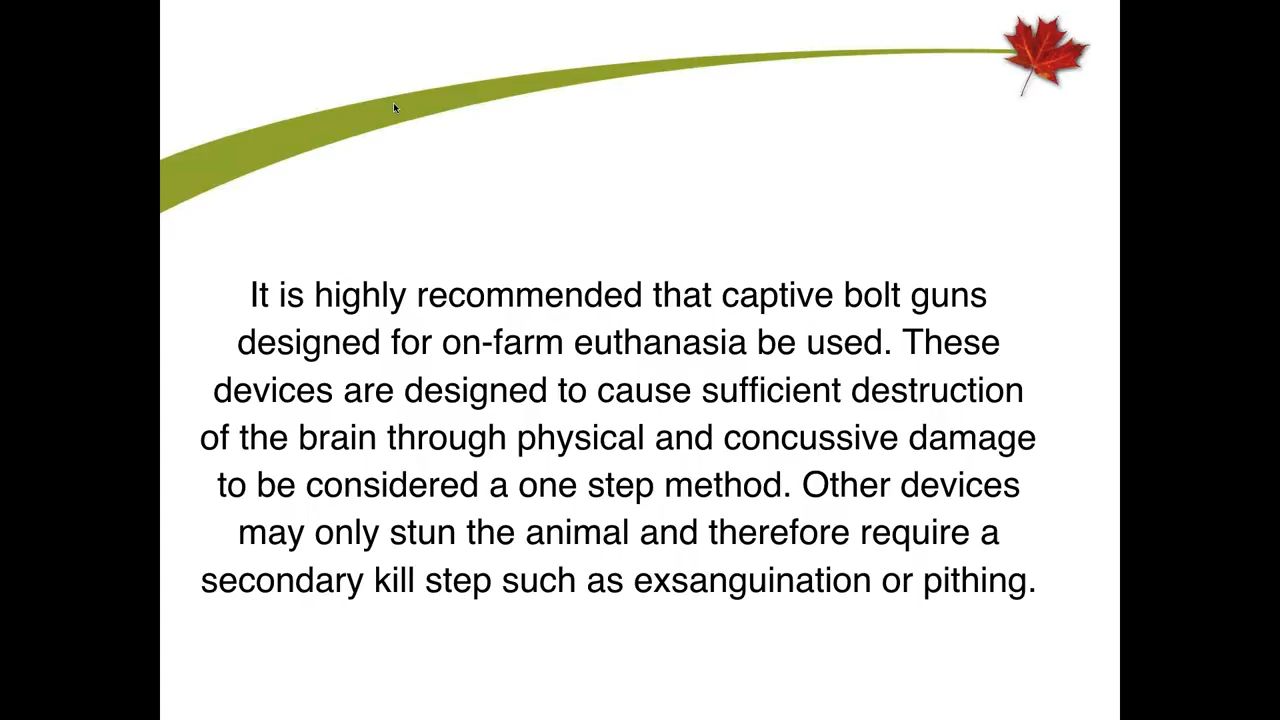 It is highly recommended that captive bolt guns
designed for on-farm euthanasia be used. These
devices are designed to cause sufficient destruction
of the brain through physical and concussive damage
to be considered a one step method. Other devices
may only stun the animal and therefore require a
secondary kill step such as exsanguination or pithing.